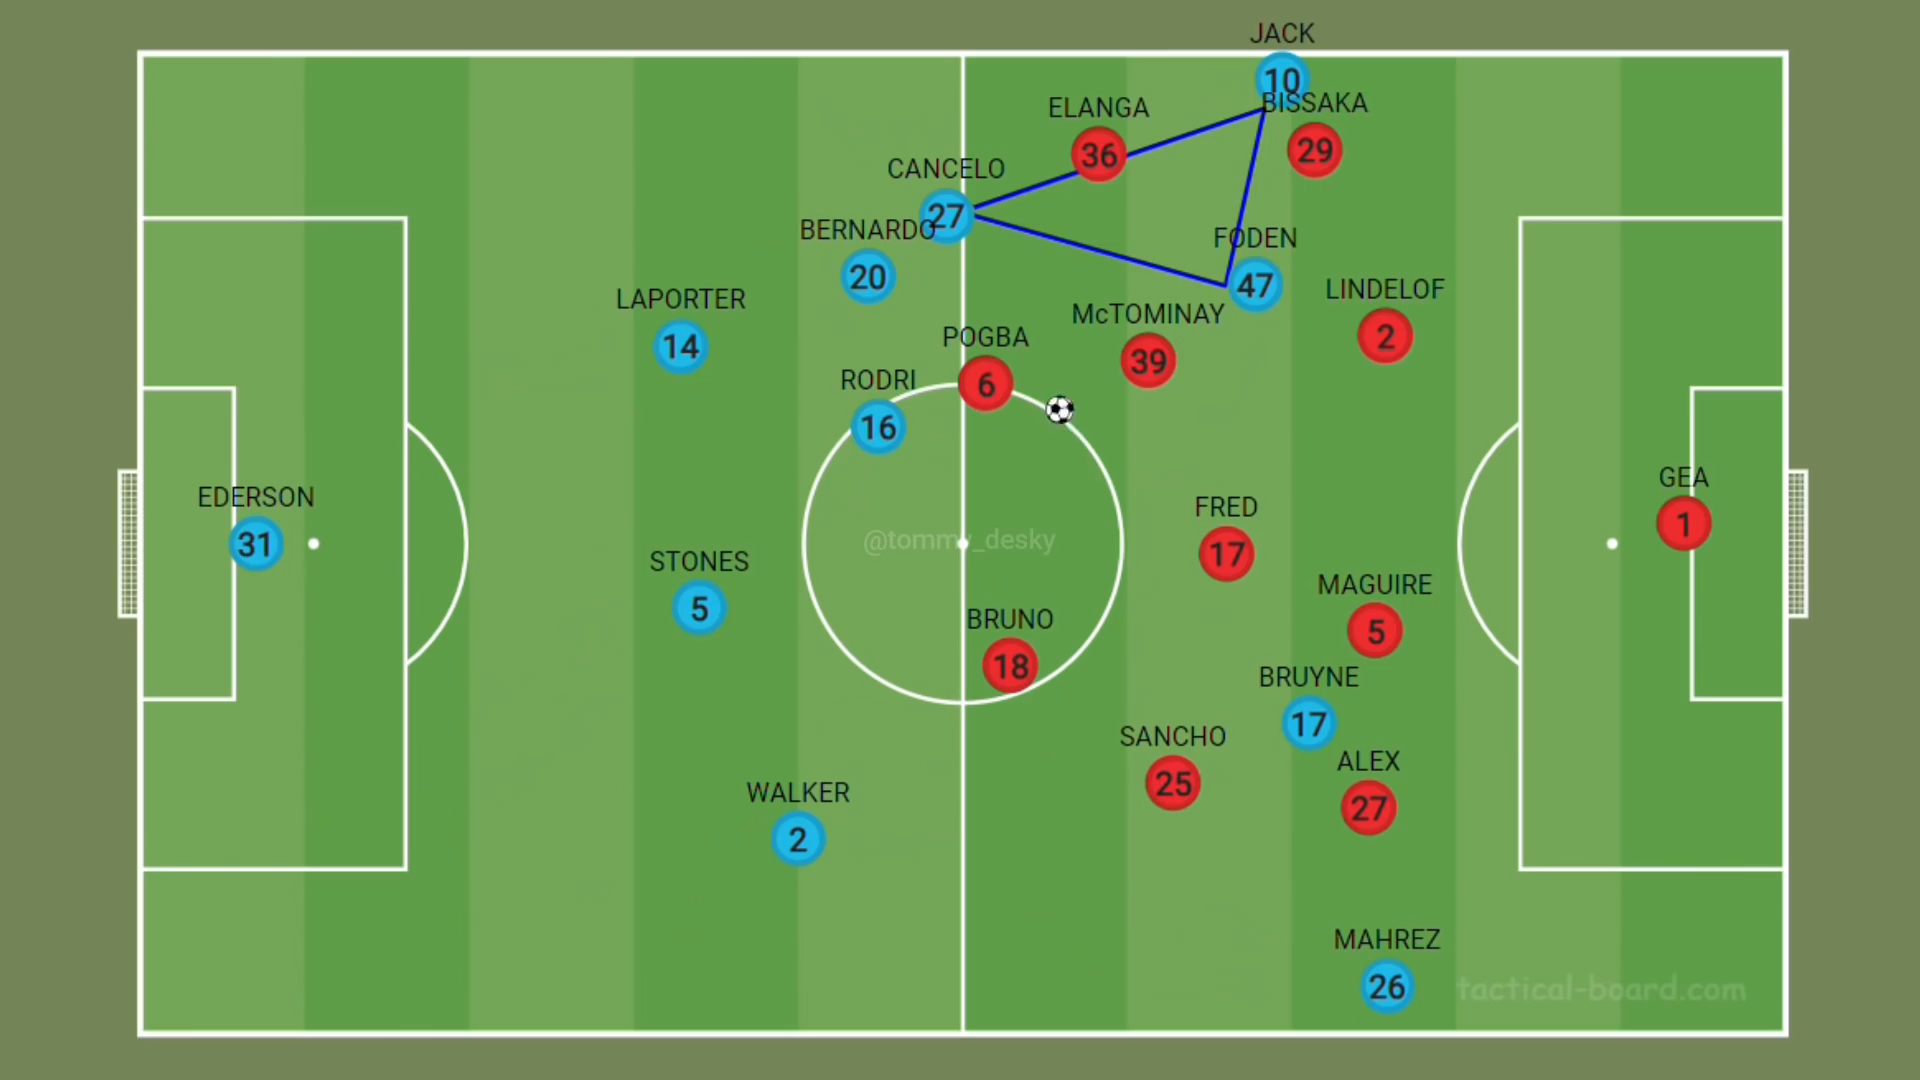 JACK
10
BISSAKA
29
ELANGA
36
CANCELO
27
BERNARDO
20
FODEN
47
LINDELOF
2
LAPORTER
14
McTOMINAY
39
POGBA
6
RODRI
16
GEA
1
EDERSON
31
FRED
17
@tommy_desky
STONES
5
MAGUIRE
5
BRUNO
18
BRUYNE
17
SANCHO
25
ALEX
27
WALKER
2
MAHREZ
26
tactical-board.com